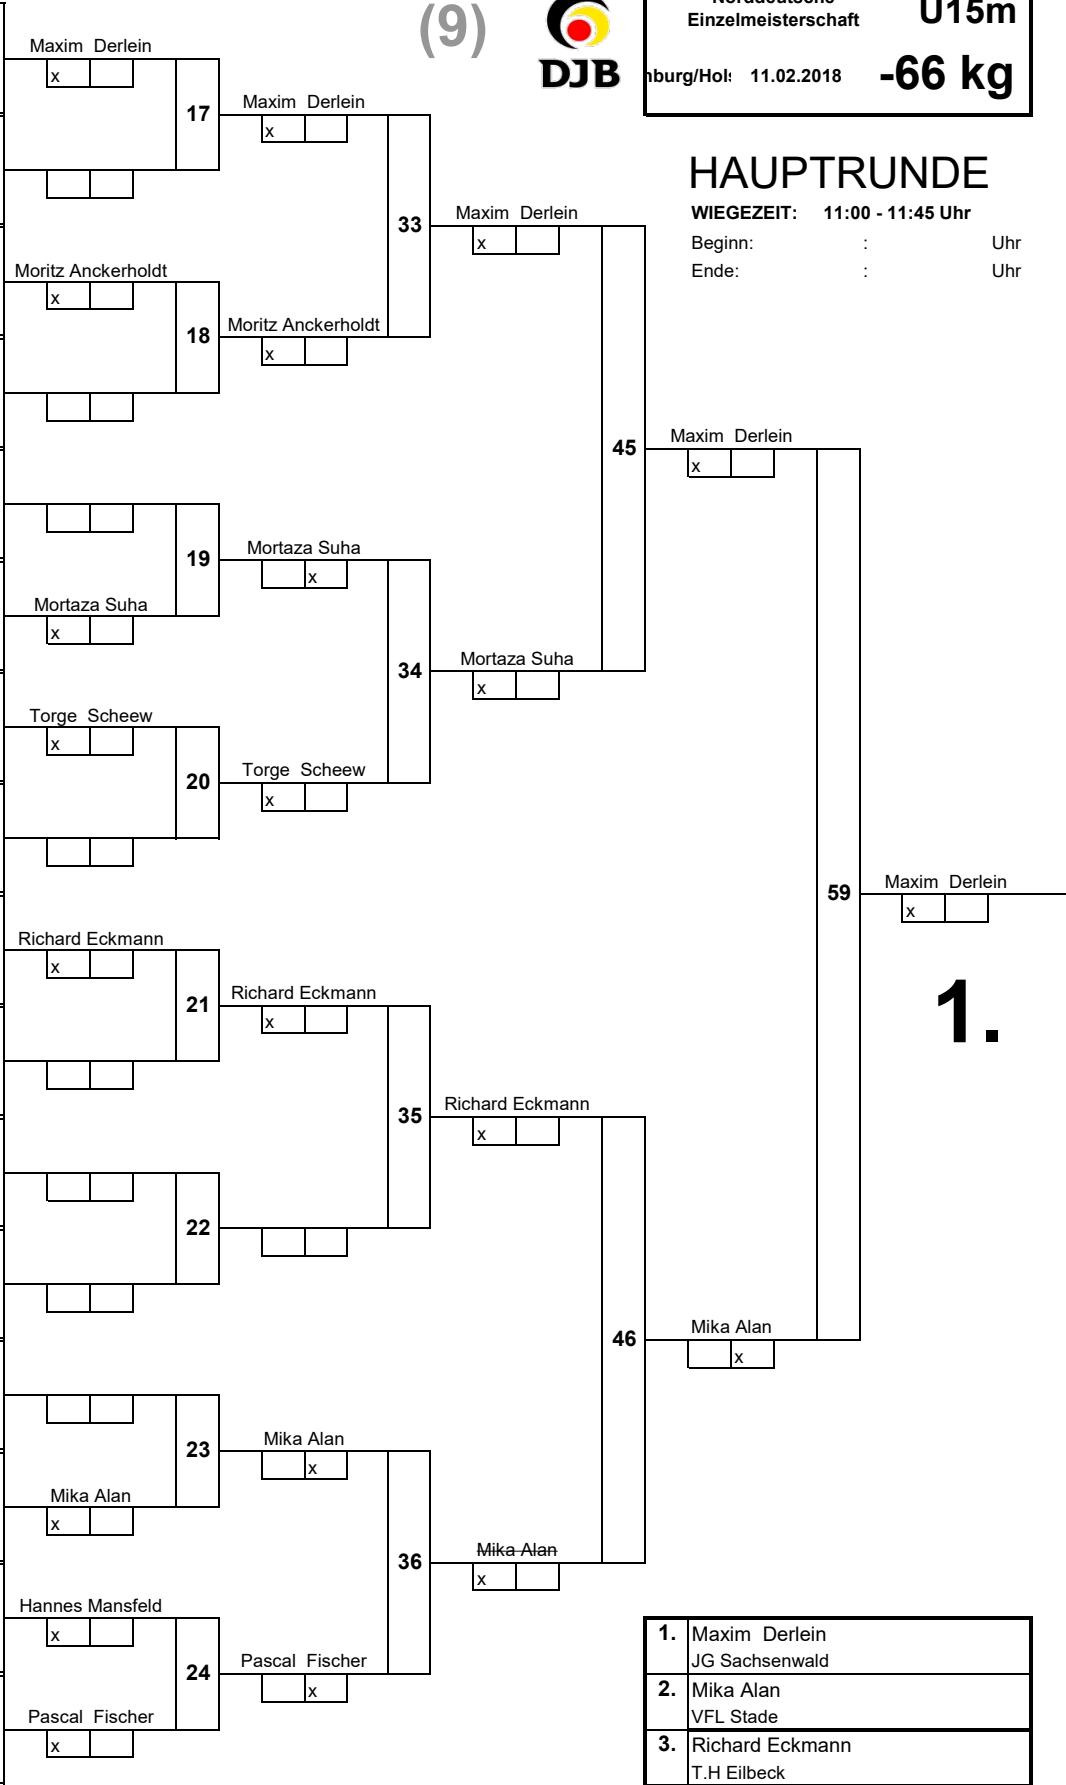 (9)
DJB
Norddeutsche
Einzelmeisterschaft
U15m
11.02.2018
-66 kg
HAUPTRUNDE
WIEGEZEIT: 11:00 - 11:45 Uhr
Beginn: : Uhr
Ende: : Uhr
Maxim Derlein
x
17
Maxim Derlein
x
33
Maxim Derlein
x
Moritz Anckerholdt
x
18
Moritz Anckerholdt
x
45
Maxim Derlein
x
19
Mortaza Suha
x
Mortaza Suha
x
34
Mortaza Suha
x
Torge Scheew
x
20
Torge Scheew
x
59
Maxim Derlein
x
1.
Richard Eckmann
x
21
Richard Eckmann
x
35
Richard Eckmann
x
22
46
Mika Alan
x
23
Mika Alan
x
Mika Alan
x
36
Mika Alan
x
Hannes Mansfeld
x
24
Pascal Fischer
x
Pascal Fischer
x
1. Maxim Derlein
JG Sachsenwald
2. Mika Alan
VFL Stade
3. Richard Eckmann
T.H Eilbeck